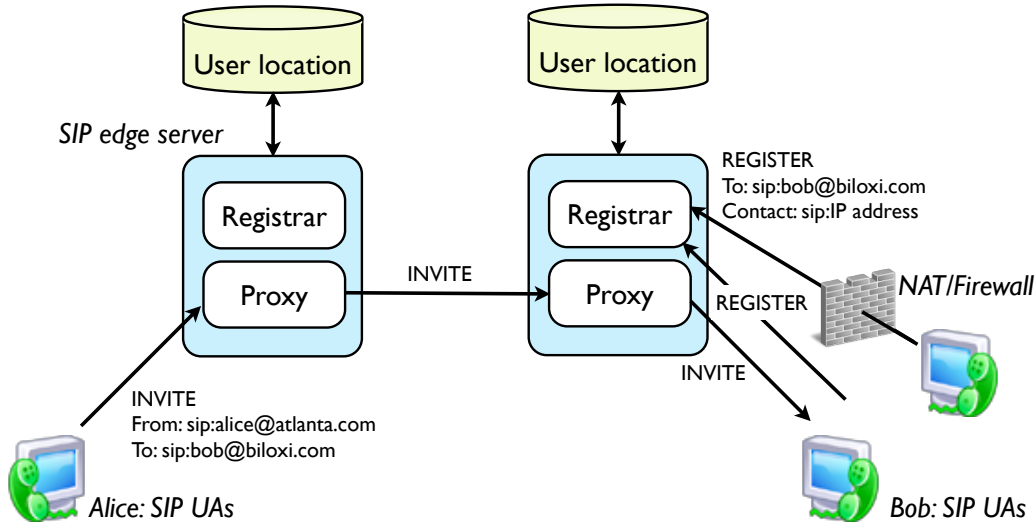 User location
User location
SIP edge server
REGISTER
To: sip:bob@biloxi.com
Contact: sip:IP address
Registrar
Registrar
INVITE
Proxy
Proxy
REGISTER
NAT/Firewall
INVITE
INVITE
From: sip:alice@atlanta.com
To: sip:bob@biloxi.com
Alice: SIP UAs
Bob: SIP UAs